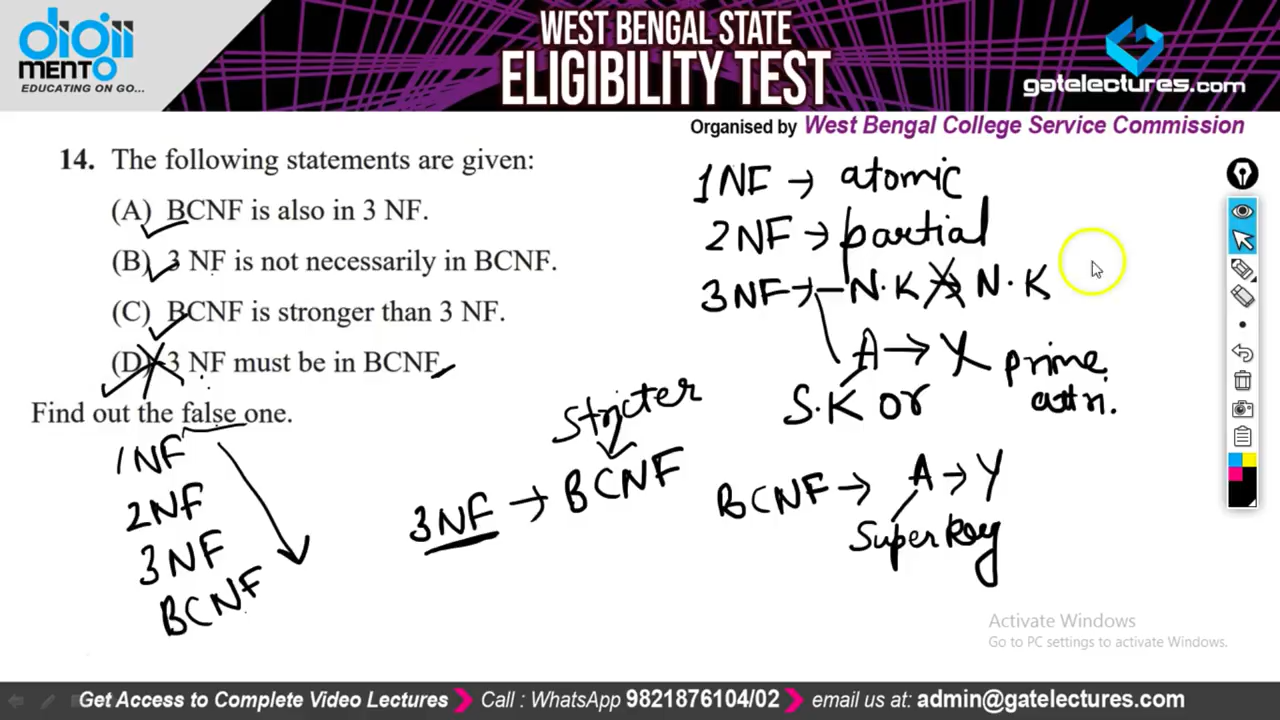 digii
MENTO
EDUCATING ON GO...
WEST BENGAL STATE
ELIGIBILITY TEST
gatelectures.com
Organised by West Bengal College Service Commission
14. The following statements are given:
(A) BCNF is also in 3 NF.
(B) 3 NF is not necessarily in BCNF.
(C) BCNF is stronger than 3 NF.
(D) 3 NF must be in BCNF.
Find out the false one.
1NF
2NF
3NF
BCNF
Stricter
3NF → BCNF
1NF → atomic
2NF → partial
3NF → N.K → N.K
A → Y prime
S.K or attri.
BCNF → A → Y
Super key
Activate Windows
Go to PC settings to activate Windows.
Get Access to Complete Video Lectures Call : WhatsApp 9821876104/02 email us at: admin@gatelectures.com